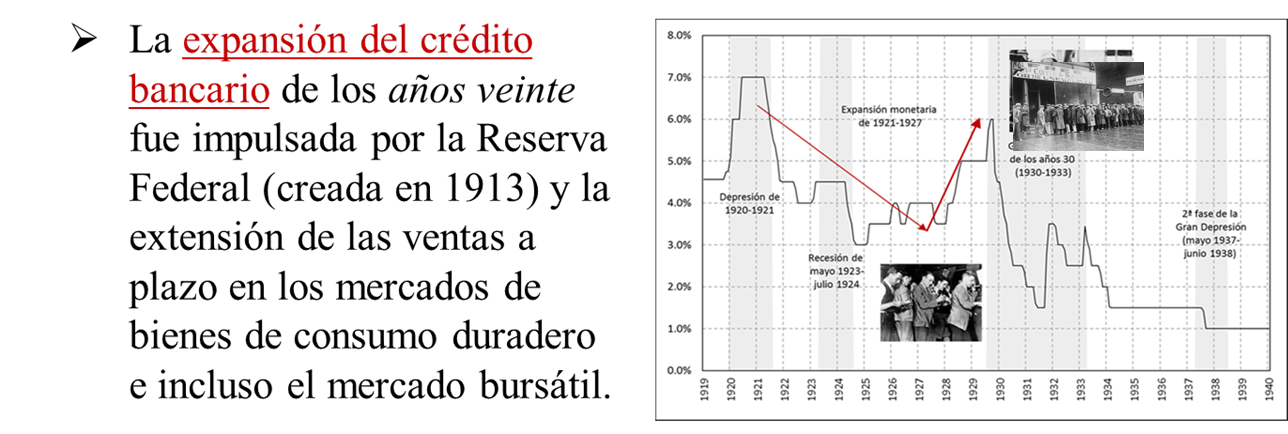 ➢ La expansión del crédito
bancario de los años veinte
fue impulsada por la Reserva
Federal (creada en 1913) y la
extensión de las ventas a
plazo en los mercados de
bienes de consumo duradero
e incluso el mercado bursátil.
8.0%
7.0%
6.0%
5.0%
4.0%
3.0%
2.0%
1.0%
0.0%
Depresión de
1920-1921
Expansión monetaria
de 1921-1927
Recesión de
mayo 1923-
julio 1924
de los años 30
(1930-1933)
2ª fase de la
Gran Depresión
(mayo 1937-
junio 1938)
1919
1920
1921
1922
1923
1924
1925
1926
1927
1928
1929
1930
1931
1932
1933
1934
1935
1936
1937
1938
1939
1940